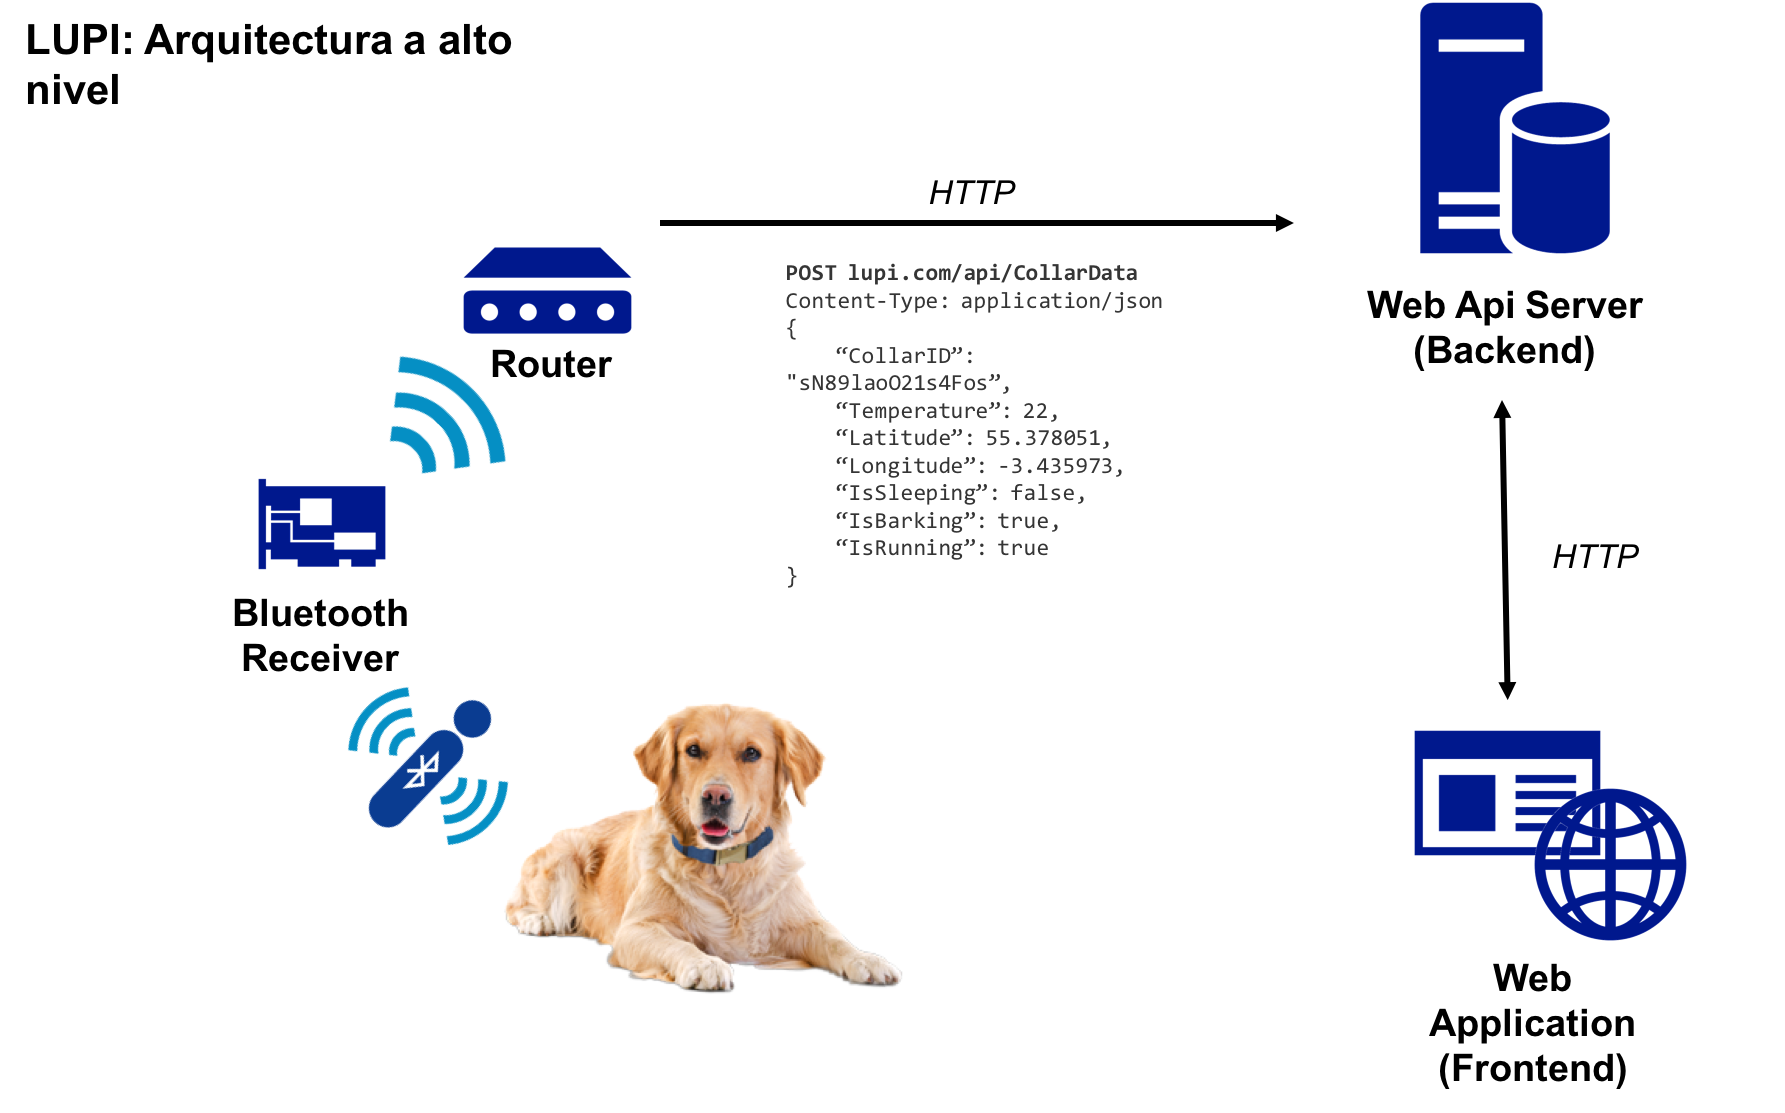 LUPI: Arquitectura a alto
nivel
HTTP
POST lupi.com/api/CollarData
Content-Type: application/json
{
“CollarID”:
"sN89laoO21s4Fos”,
“Temperature”: 22,
“Latitude”: 55.378051,
“Longitude”: -3.435973,
“IsSleeping”: false,
“IsBarking”: true,
“IsRunning”: true
}
Router
Bluetooth
Receiver
Web Api Server
(Backend)
HTTP
Web
Application
(Frontend)